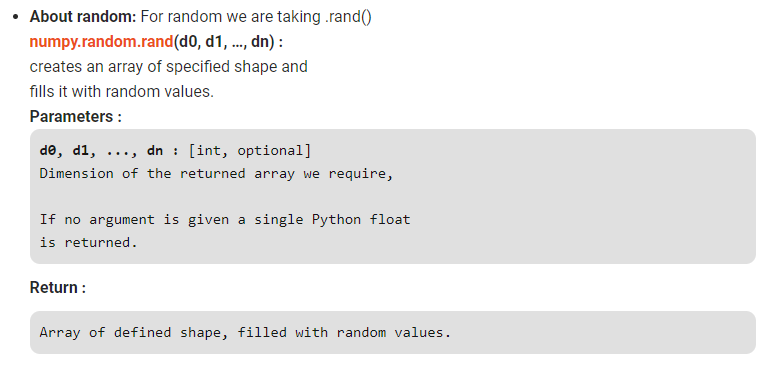 About random: For random we are taking .rand()
numpy.random.rand(d0, d1, …, dn) :
creates an array of specified shape and
fills it with random values.
Parameters :
d0, d1, ..., dn : [int, optional]
Dimension of the returned array we require,
If no argument is given a single Python float
is returned.
Return :
Array of defined shape, filled with random values.